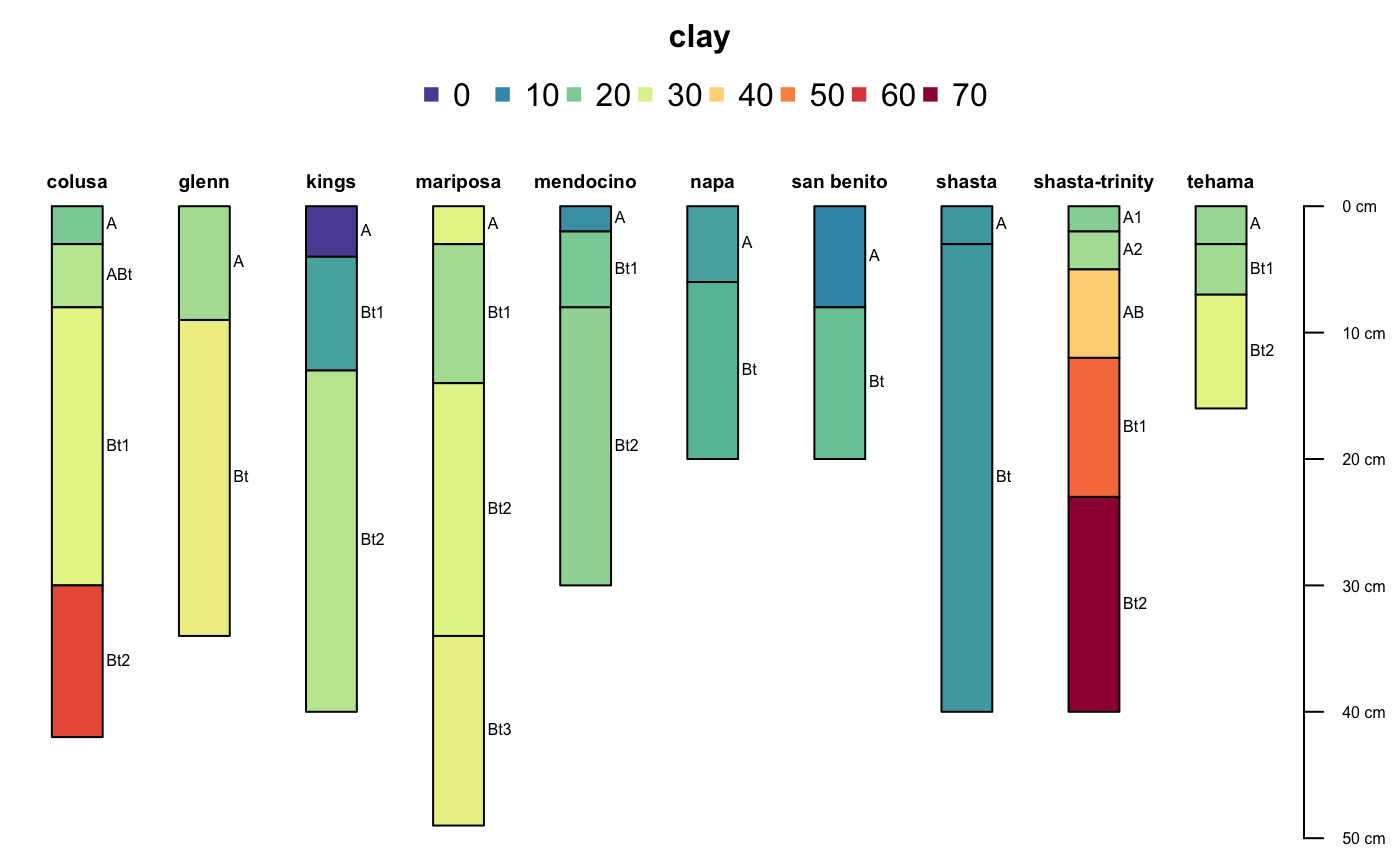 clay
0 10 20 30 40 50 60 70
colusa glenn kings mariposa mendocino napa san benito shasta shasta-trinity tehama
A ABt Bt1 Bt2
A Bt
A Bt1 Bt2
A Bt1 Bt2 Bt3
A Bt1 Bt2
A Bt
A Bt
A Bt
A1 A2 AB Bt1 Bt2
A Bt1 Bt2
0 cm
10 cm
20 cm
30 cm
40 cm
50 cm